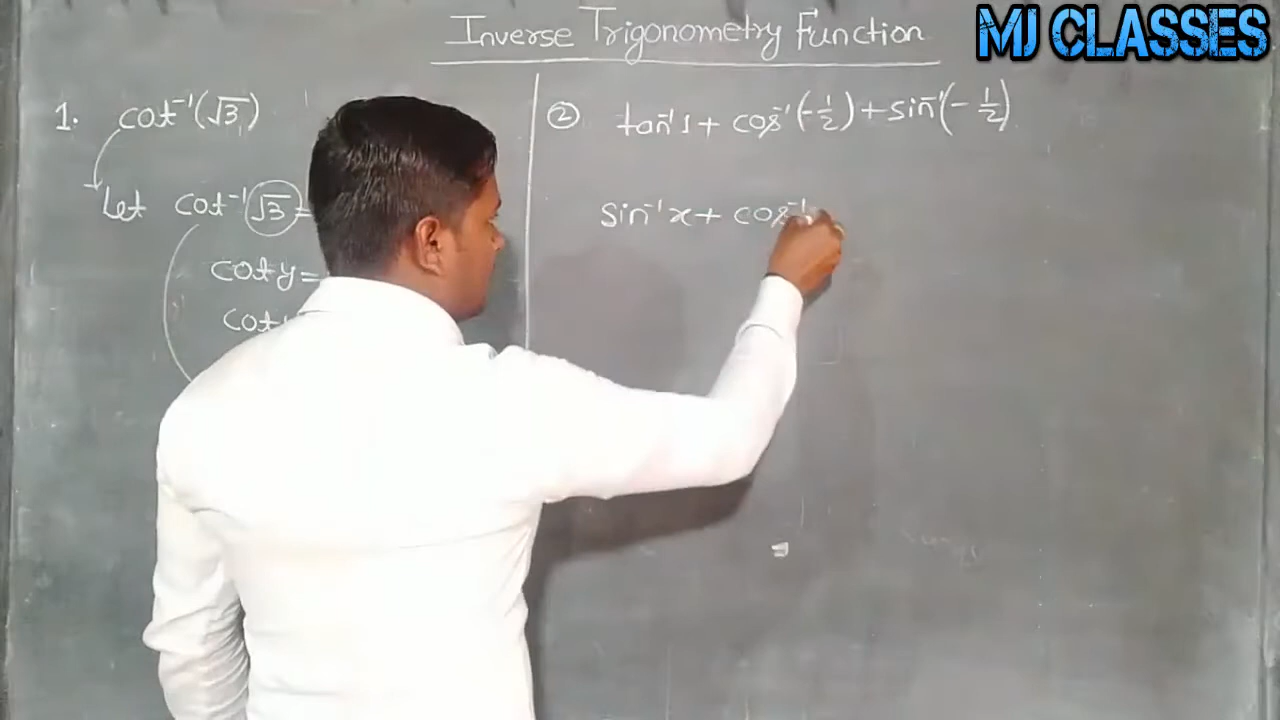 Inverse Trigonometry Function
MJ CLASSES
1. cot⁻¹(√3)
Let cot⁻¹ √3 =
cot y =
② tan⁻¹1 + cos⁻¹(-1/2) + sin⁻¹(-1/2)
sin⁻¹x + cos⁻¹